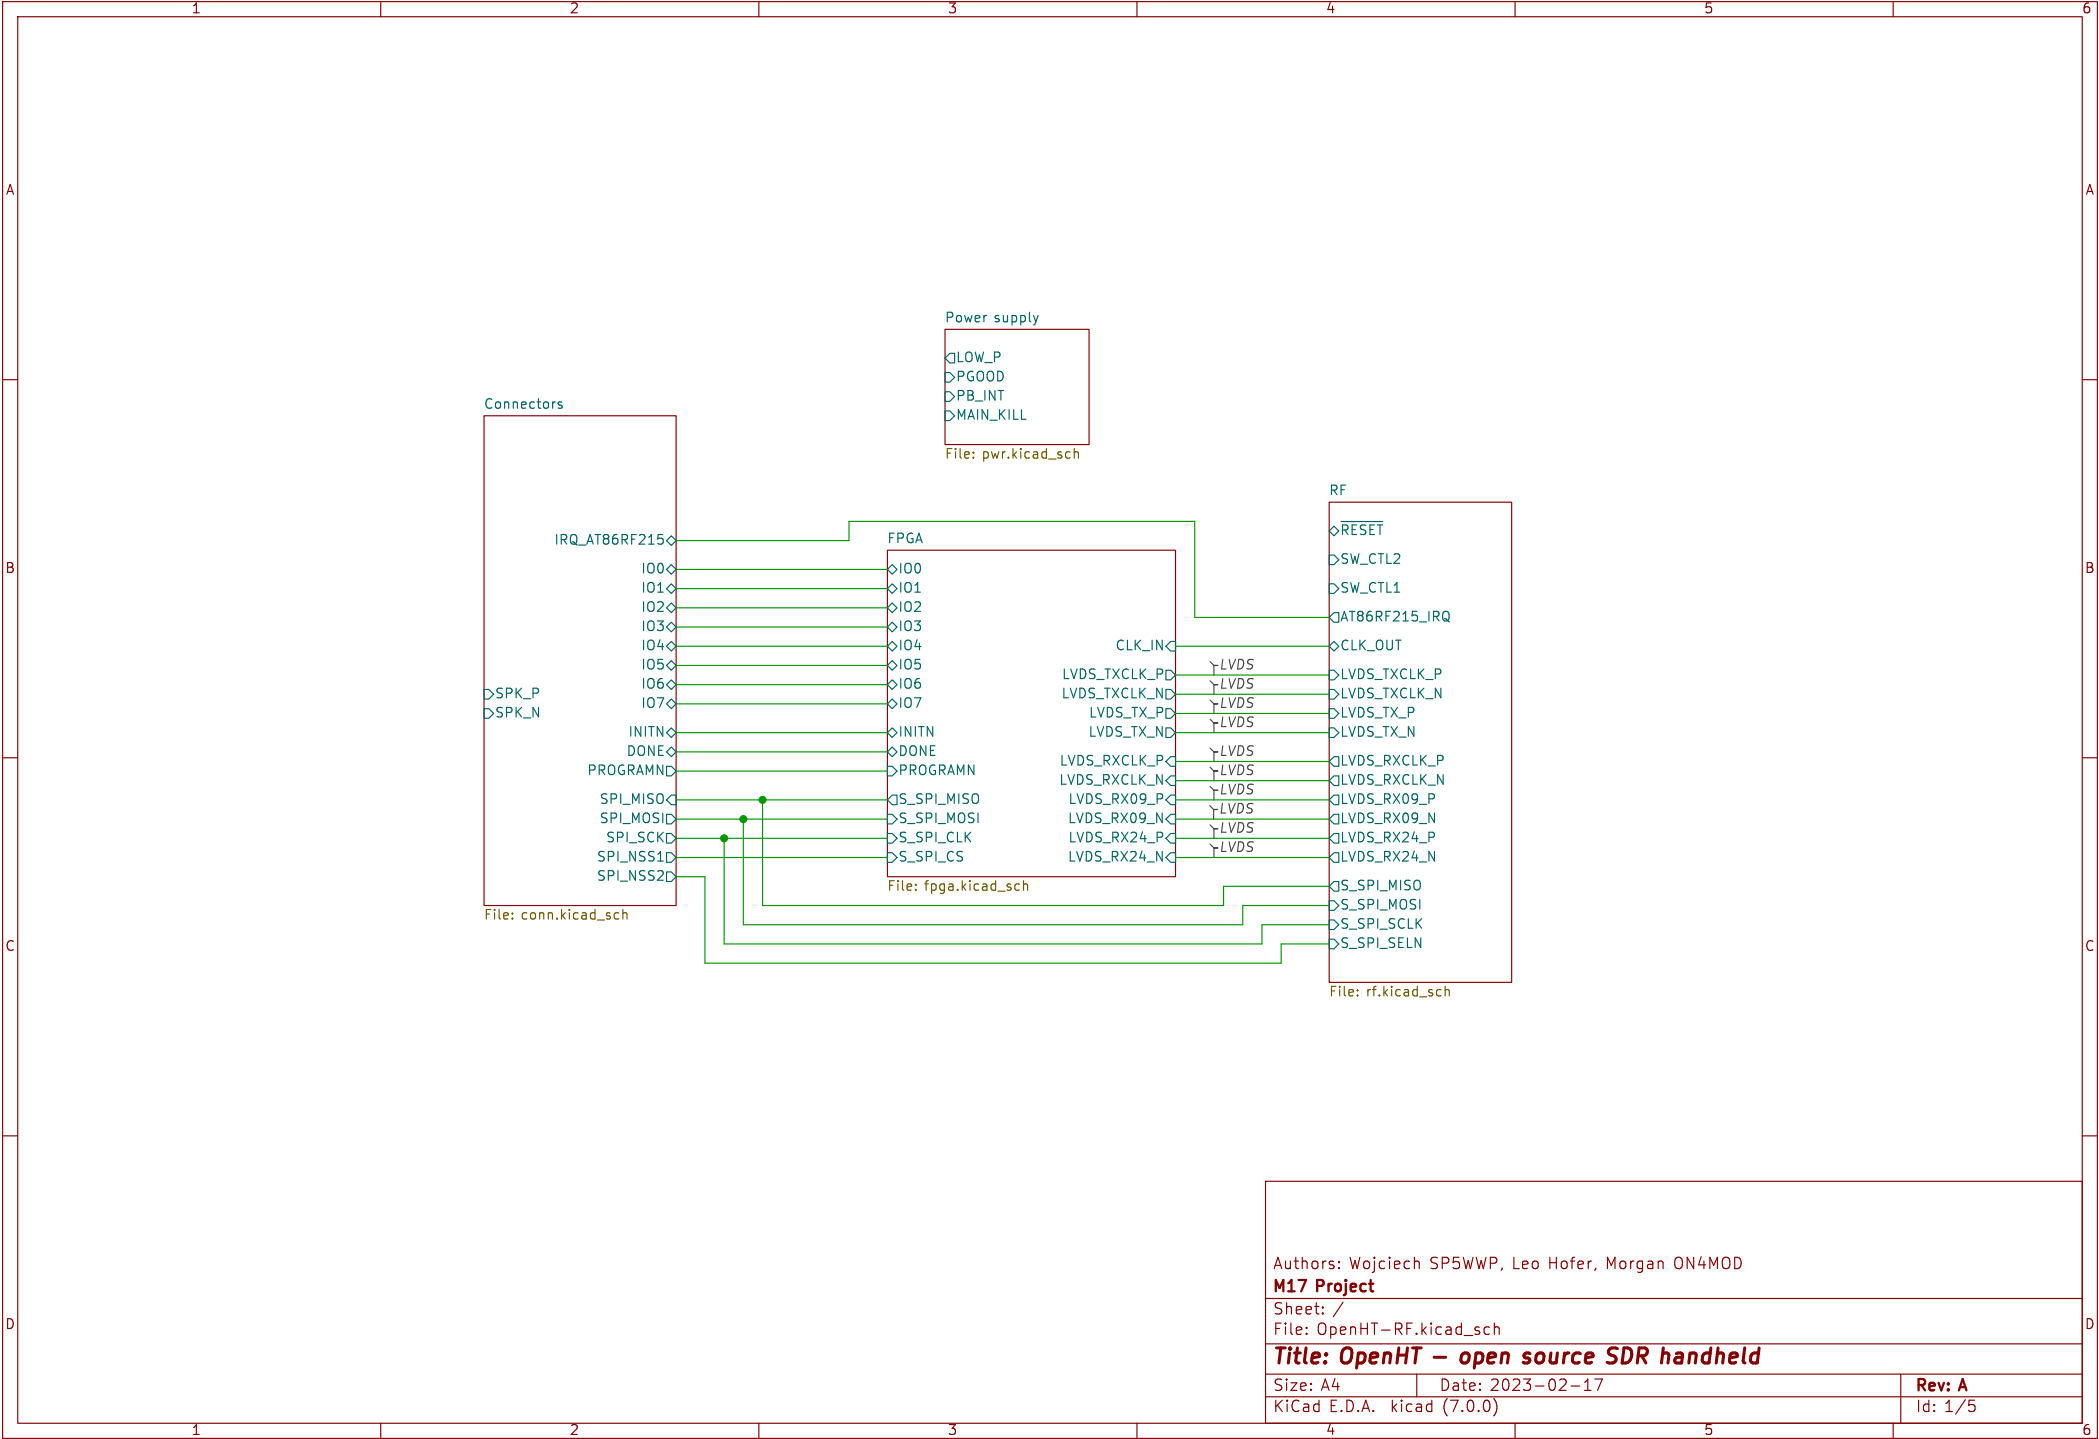 1 2 3 4 5 6
A A
B B
C C
D D
Power supply
LOW_P
PGOOD
PB_INT
MAIN_KILL
File: pwr.kicad_sch
Connectors
IRQ_AT86RF215
IO0
IO1
IO2
IO3
IO4
IO5
IO6
IO7
SPK_P
SPK_N
INITN
DONE
PROGRAMN
SPI_MISO
SPI_MOSI
SPI_SCK
SPI_NSS1
SPI_NSS2
File: conn.kicad_sch
FPGA
IO0
IO1
IO2
IO3
IO4
IO5
IO6
IO7
INITN
DONE
PROGRAMN
S_SPI_MISO
S_SPI_MOSI
S_SPI_CLK
S_SPI_CS
CLK_IN
LVDS_TXCLK_P
LVDS_TXCLK_N
LVDS_TX_P
LVDS_TX_N
LVDS_RXCLK_P
LVDS_RXCLK_N
LVDS_RX09_P
LVDS_RX09_N
LVDS_RX24_P
LVDS_RX24_N
File: fpga.kicad_sch
LVDS
LVDS
LVDS
LVDS
LVDS
LVDS
LVDS
LVDS
LVDS
LVDS
RF
RESET
SW_CTL2
SW_CTL1
AT86RF215_IRQ
CLK_OUT
LVDS_TXCLK_P
LVDS_TXCLK_N
LVDS_TX_P
LVDS_TX_N
LVDS_RXCLK_P
LVDS_RXCLK_N
LVDS_RX09_P
LVDS_RX09_N
LVDS_RX24_P
LVDS_RX24_N
S_SPI_MISO
S_SPI_MOSI
S_SPI_SCLK
S_SPI_SELN
File: rf.kicad_sch
Authors: Wojciech SP5WWP, Leo Hofer, Morgan ON4MOD
M17 Project
Sheet: /
File: OpenHT-RF.kicad_sch
Title: OpenHT - open source SDR handheld
Size: A4 Date: 2023-02-17 Rev: A
KiCad E.D.A. kicad (7.0.0) Id: 1/5
1 2 3 4 5 6